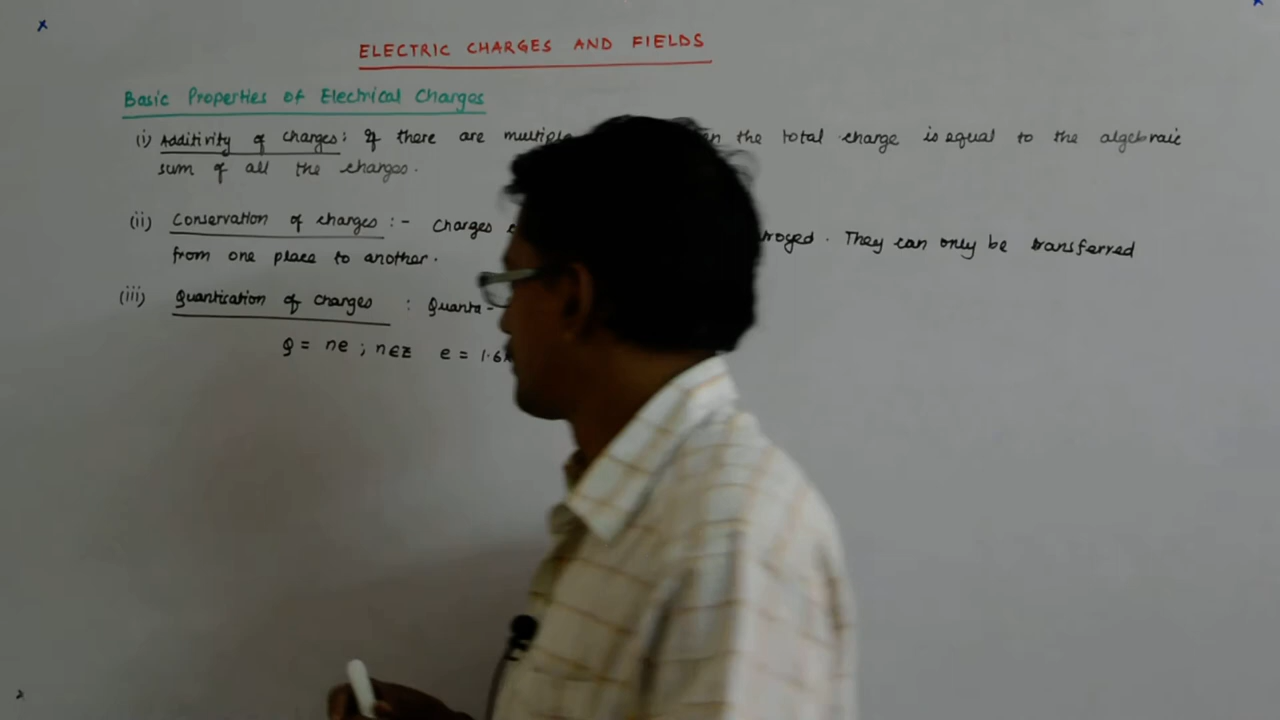 ELECTRIC CHARGES AND FIELDS
Basic Properties of Electrical Charges
(i) Additivity of charges: If there are multiple the total charge is equal to the algebraic
sum of all the charges.
(ii) Conservation of charges :- Charges They can only be transferred
from one place to another.
(iii) Quantisation of charges : Quanta-
Q = ne ; n∈Z e = 1.6